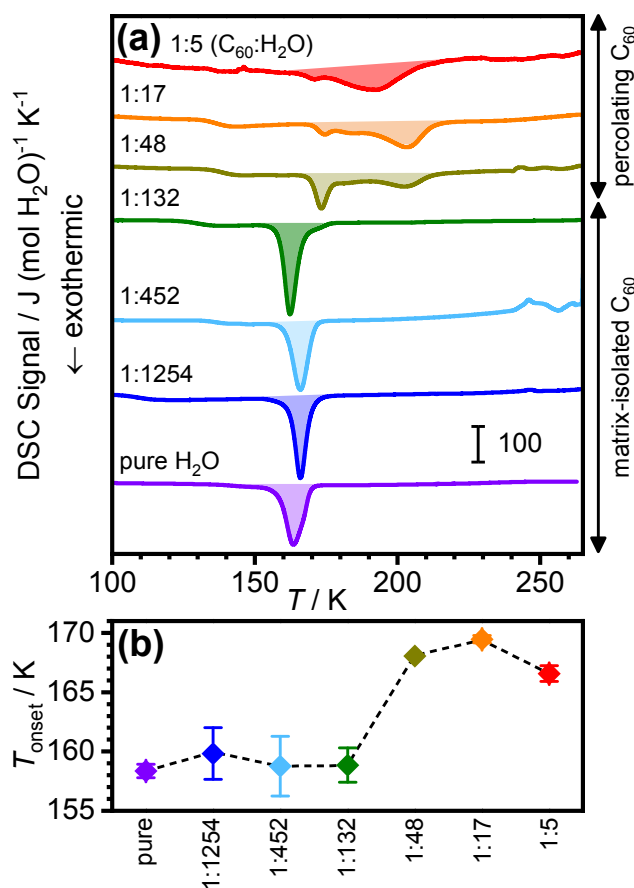 (a)
1:5 (C₆₀:H₂O)
1:17
1:48
1:132
1:452
1:1254
pure H₂O
100
DSC Signal / J (mol H₂O)⁻¹ K⁻¹
← exothermic
percolating C₆₀
matrix-isolated C₆₀
100 150 200 250
T / K
(b)
170
165
160
155
T_onset / K
pure
1:1254
1:452
1:132
1:48
1:17
1:5